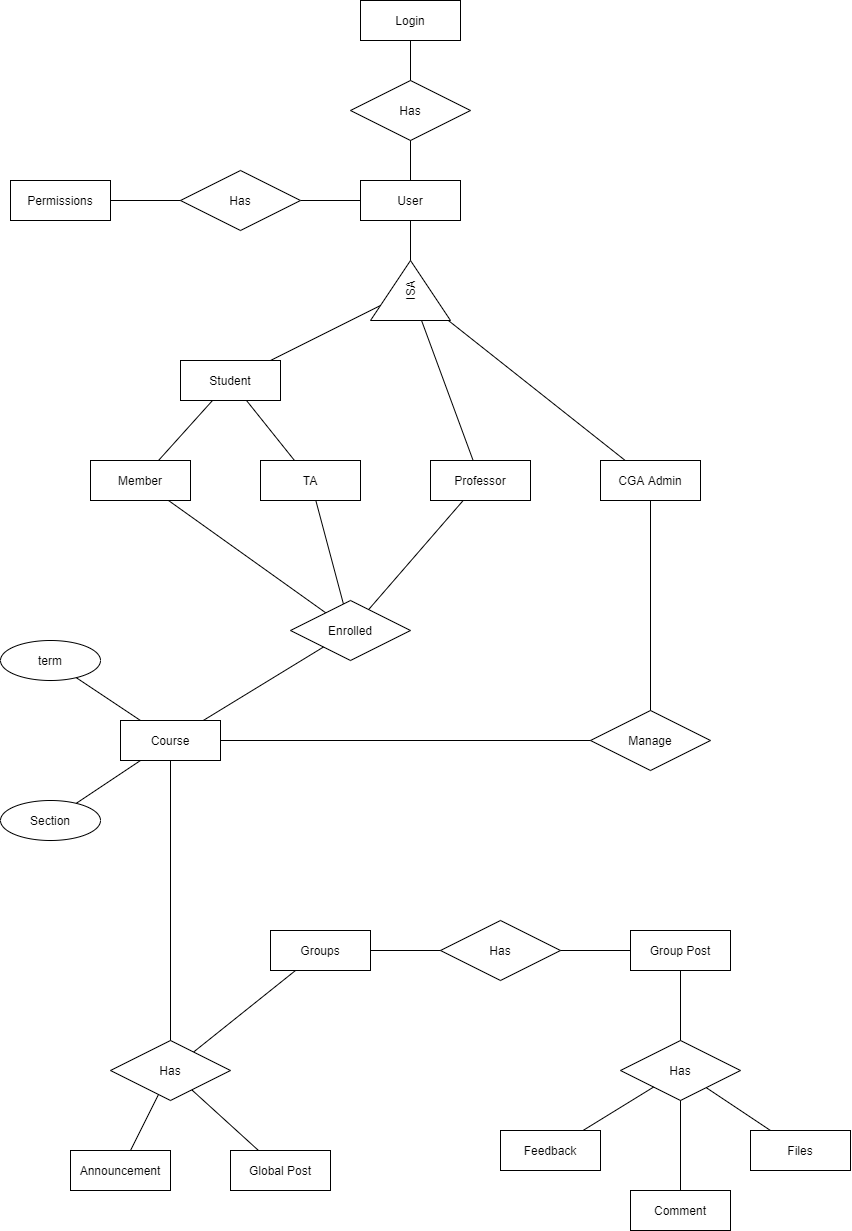 Login
Has
Permissions
Has
User
ISA
Student
Member
TA
Professor
CGA Admin
Enrolled
term
Course
Manage
Section
Groups
Has
Group Post
Has
Has
Announcement
Global Post
Feedback
Files
Comment